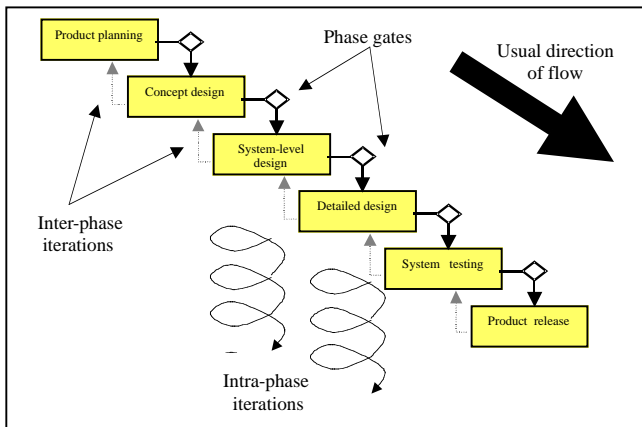 Product planning
Phase gates
Usual direction
of flow
Concept design
System-level
design
Detailed design
Inter-phase
iterations
System testing
Product release
Intra-phase
iterations